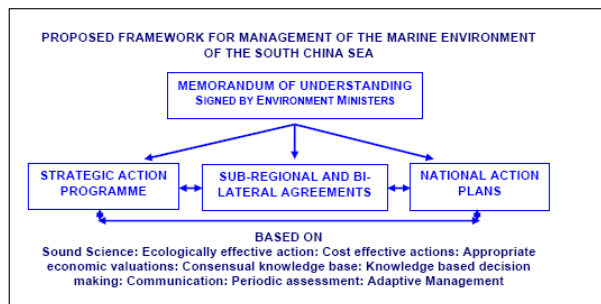 PROPOSED FRAMEWORK FOR MANAGEMENT OF THE MARINE ENVIRONMENT
OF THE SOUTH CHINA SEA
MEMORANDUM OF UNDERSTANDING
SIGNED BY ENVIRONMENT MINISTERS
STRATEGIC ACTION
PROGRAMME
SUB-REGIONAL AND BI-
LATERAL AGREEMENTS
NATIONAL ACTION
PLANS
BASED ON
Sound Science: Ecologically effective action: Cost effective actions: Appropriate
economic valuations: Consensual knowledge base: Knowledge based decision
making: Communication: Periodic assessment: Adaptive Management